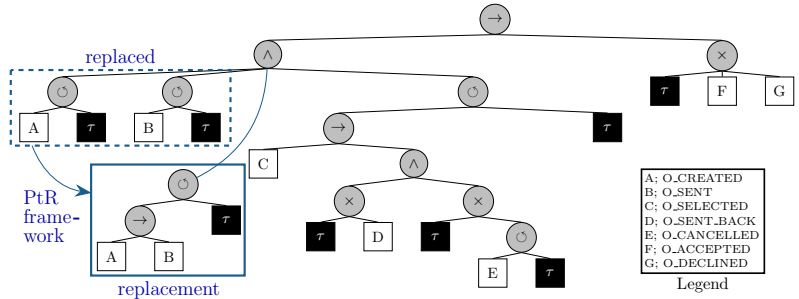 →
replaced
∧
×
↺
↺
↺
τ
F
G
A
τ
B
τ
→
τ
C
∧
PtR
frame-
work
↺
→
τ
A
B
×
×
τ
D
τ
↺
E
τ
replacement
A; O_CREATED
B; O_SENT
C; O_SELECTED
D; O_SENT_BACK
E; O_CANCELLED
F; O_ACCEPTED
G; O_DECLINED
Legend